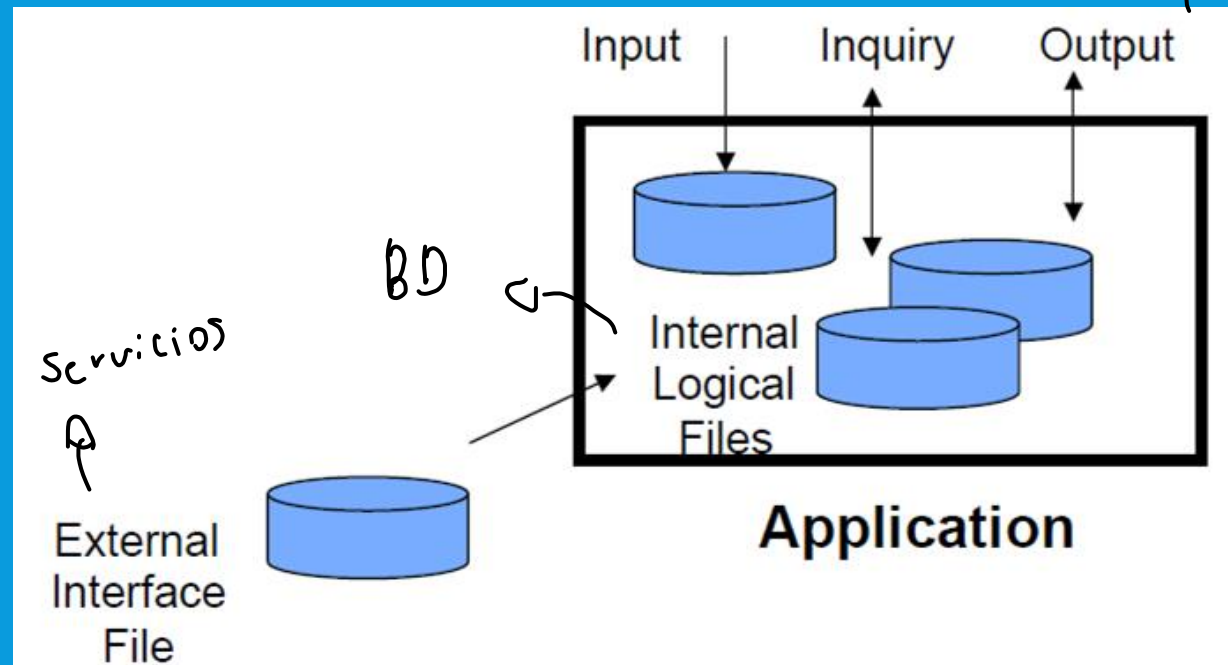 Input
Inquiry
Output
BD
Servicios
Internal
Logical
Files
External
Interface
File
Application